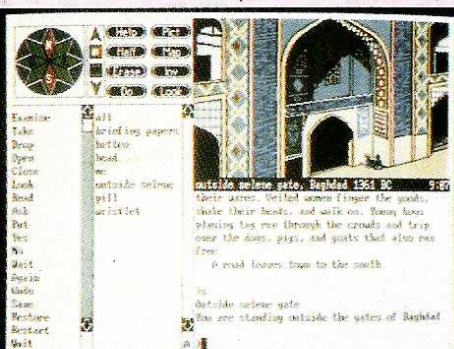 N
S
Help
Pct
Half
Map
Erase
Inv
Do
Look
Examine
Take
Drop
Open
Close
Look
Read
Ask
Put
Yes
No
Wait
Again
Undo
Save
Restore
Restart
Quit
all
briefing papers
button
head
me
outside selene
pill
wristlet
outside selene gate, Baghdad 1361 BC 9:07
their wares. Veiled women finger the goods,
shake their heads, and walk on. Young boys
playing tag run through the crowds and trip
over the dogs, pigs, and goats that also run
free.
A road leaves town to the south.
>s
Outside selene gate
You are standing outside the gates of Baghdad.